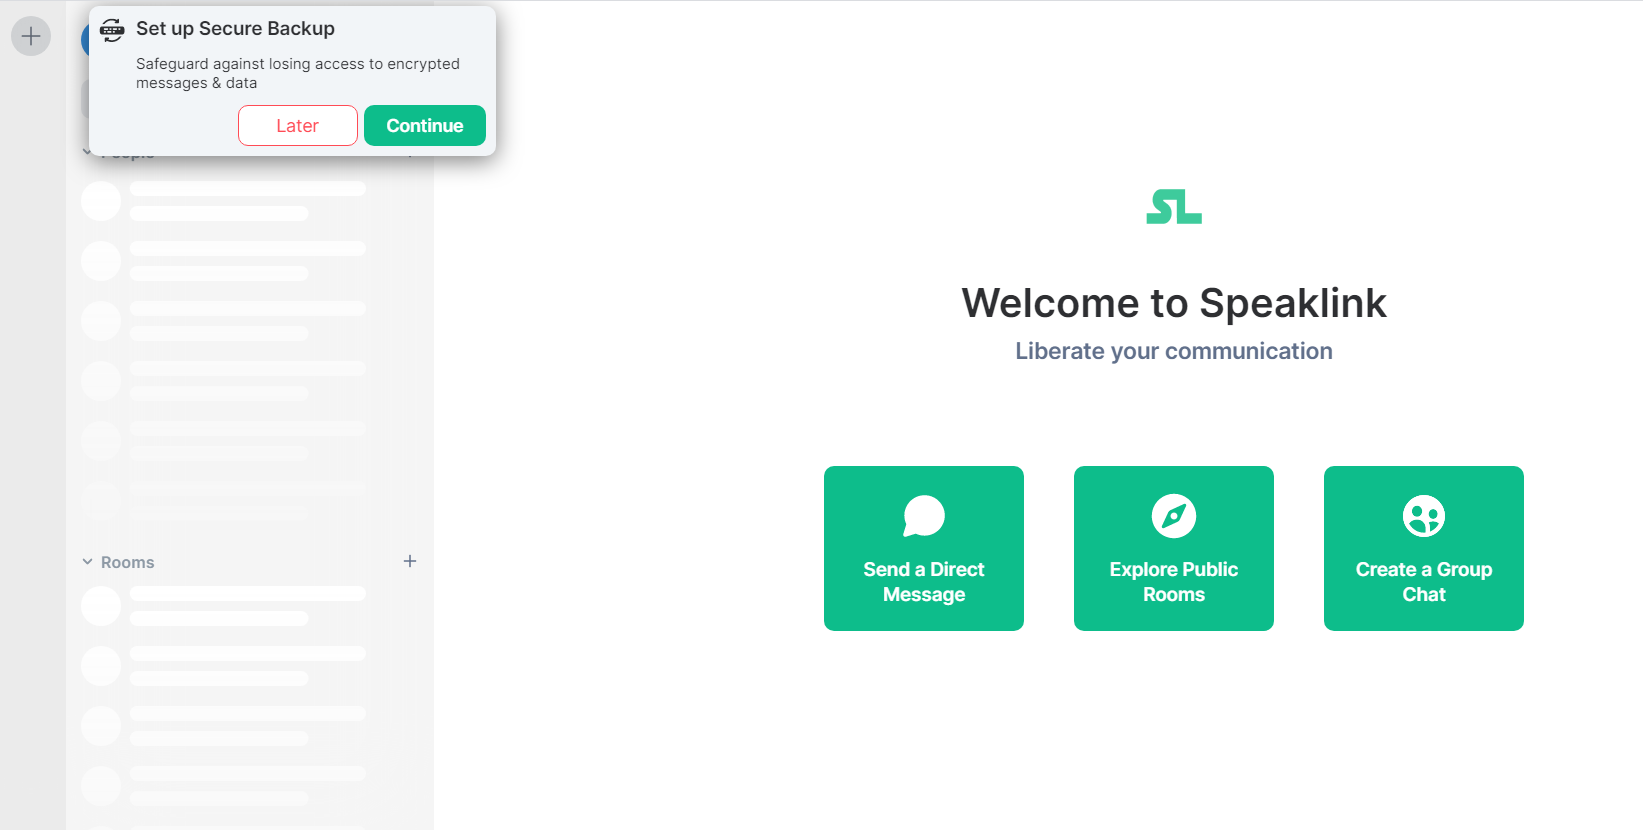 Set up Secure Backup
Safeguard against losing access to encrypted
messages & data
Later
Continue
Rooms
SL
Welcome to Speaklink
Liberate your communication
Send a Direct
Message
Explore Public
Rooms
Create a Group
Chat